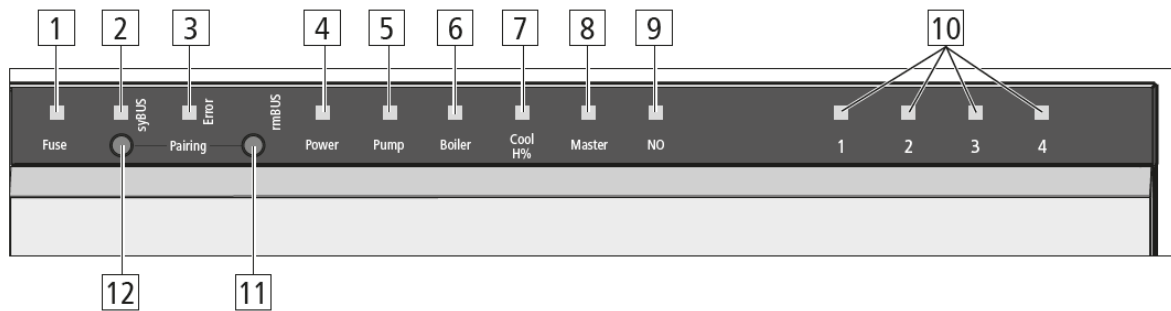 1 2 3 4 5 6 7 8 9 10
syBUS Error rmBUS
Fuse Pairing Power Pump Boiler Cool H% Master NO 1 2 3 4
12 11